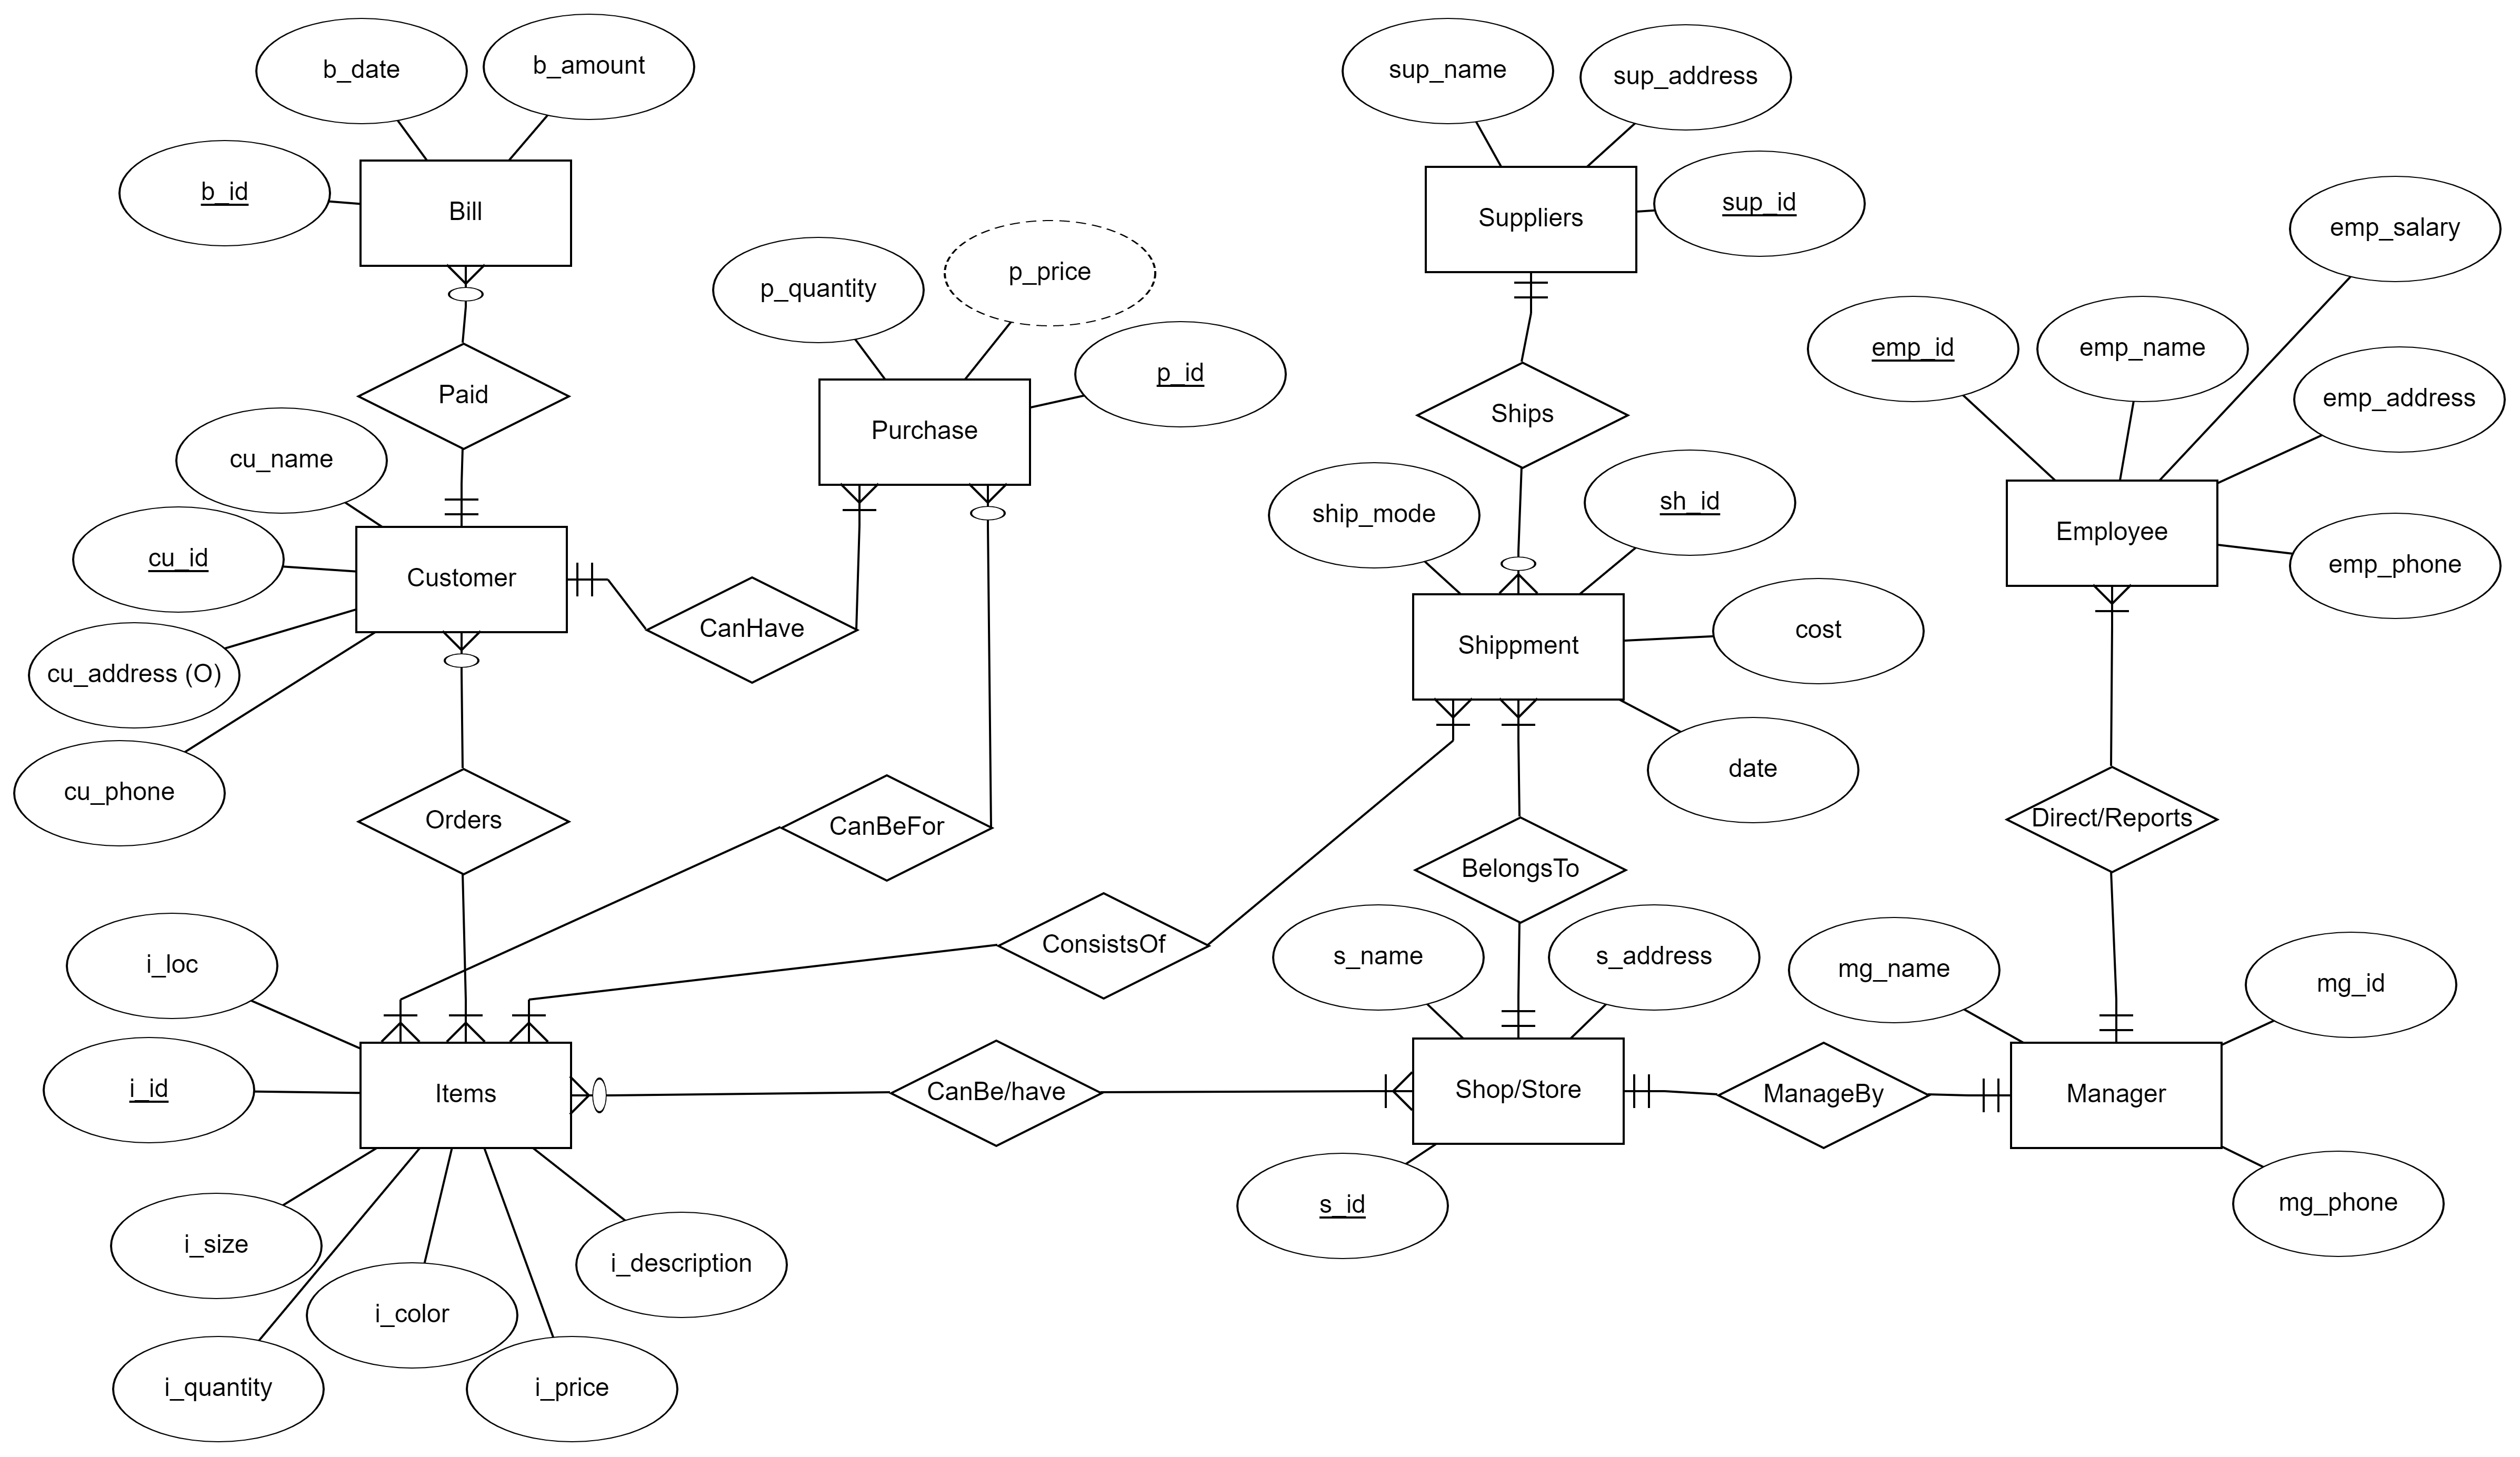 b_date
b_amount
sup_name
sup_address
b_id
Bill
Suppliers
sup_id
emp_salary
p_quantity
p_price
emp_id
emp_name
p_id
Paid
emp_address
Purchase
Ships
cu_name
ship_mode
sh_id
Employee
cu_id
Customer
emp_phone
CanHave
Shippment
cost
cu_address (O)
cu_phone
Orders
CanBeFor
date
Direct/Reports
BelongsTo
i_loc
ConsistsOf
s_name
s_address
mg_name
mg_id
i_id
Items
CanBe/have
Shop/Store
ManageBy
Manager
s_id
mg_phone
i_size
i_description
i_color
i_quantity
i_price